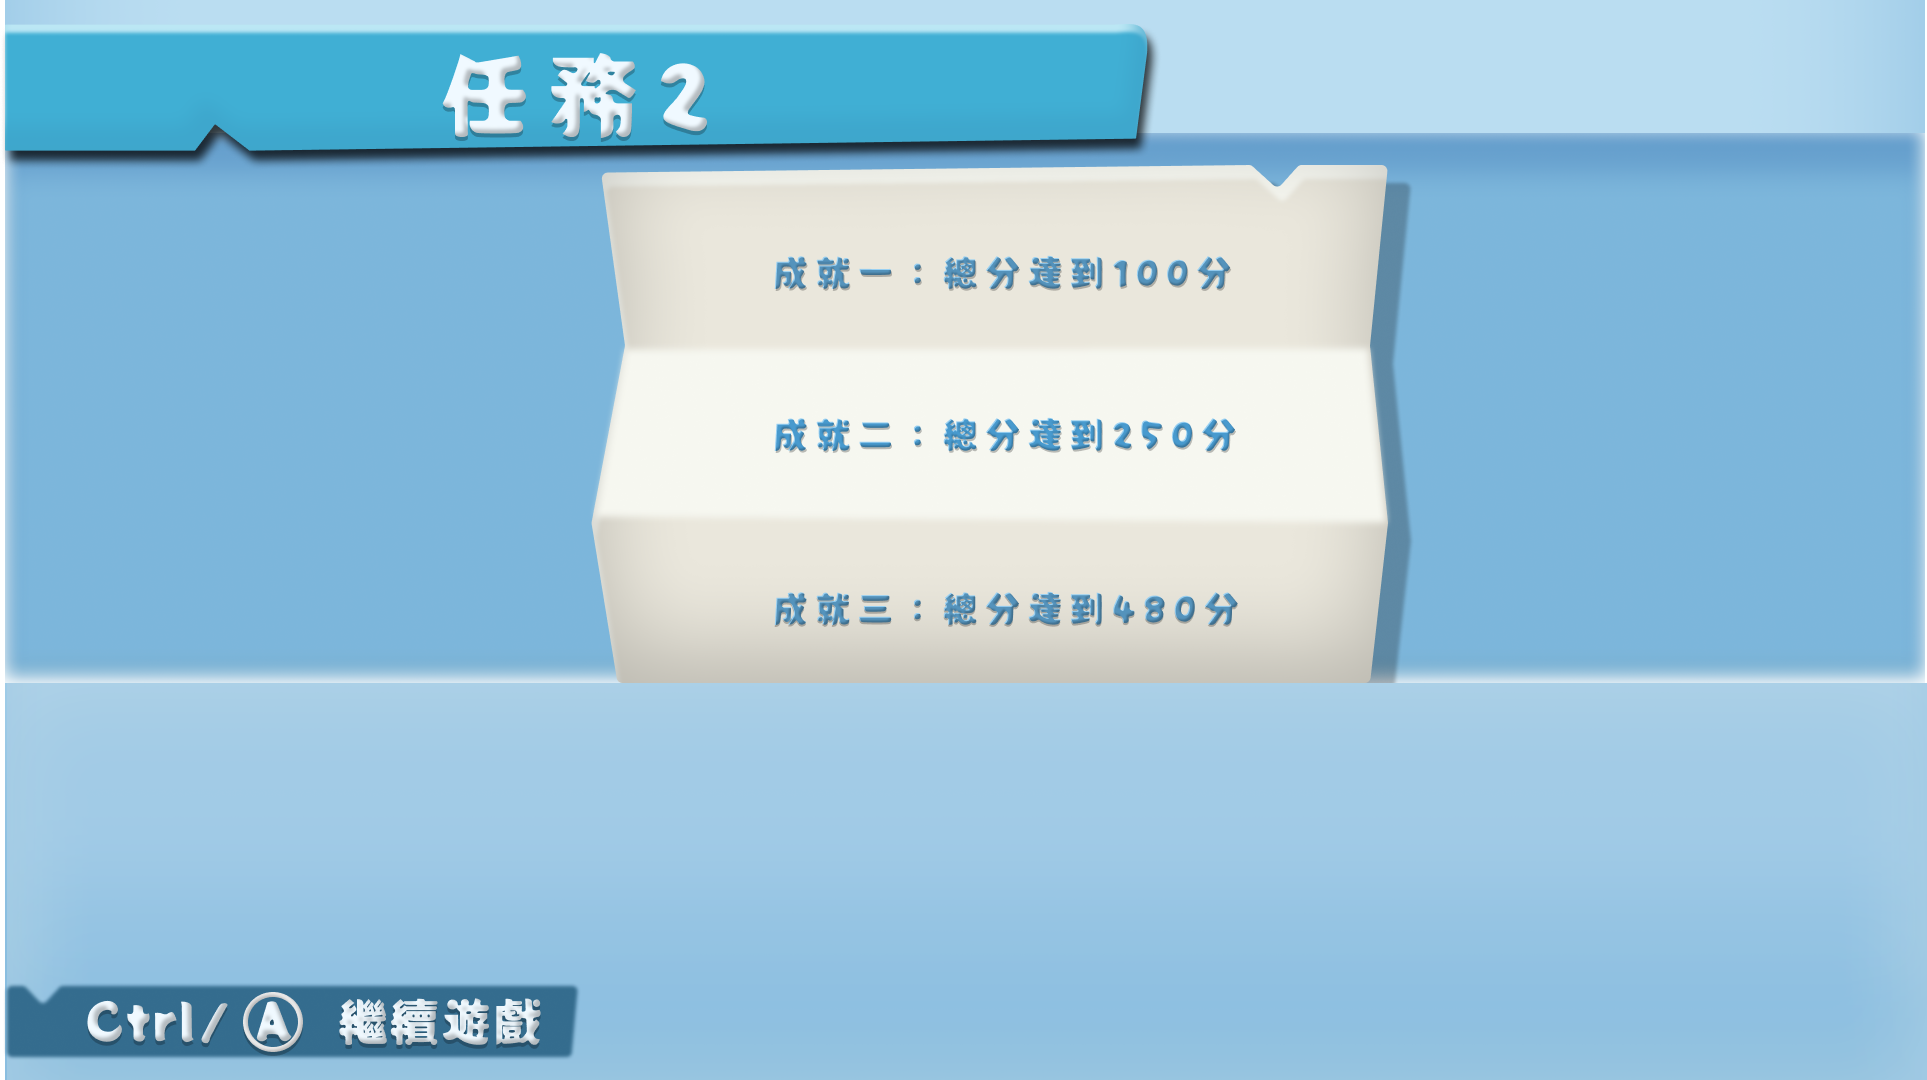 任務2
成就一：總分達到100分
成就二：總分達到250分
成就三：總分達到480分
Ctrl/Ⓐ 繼續遊戲